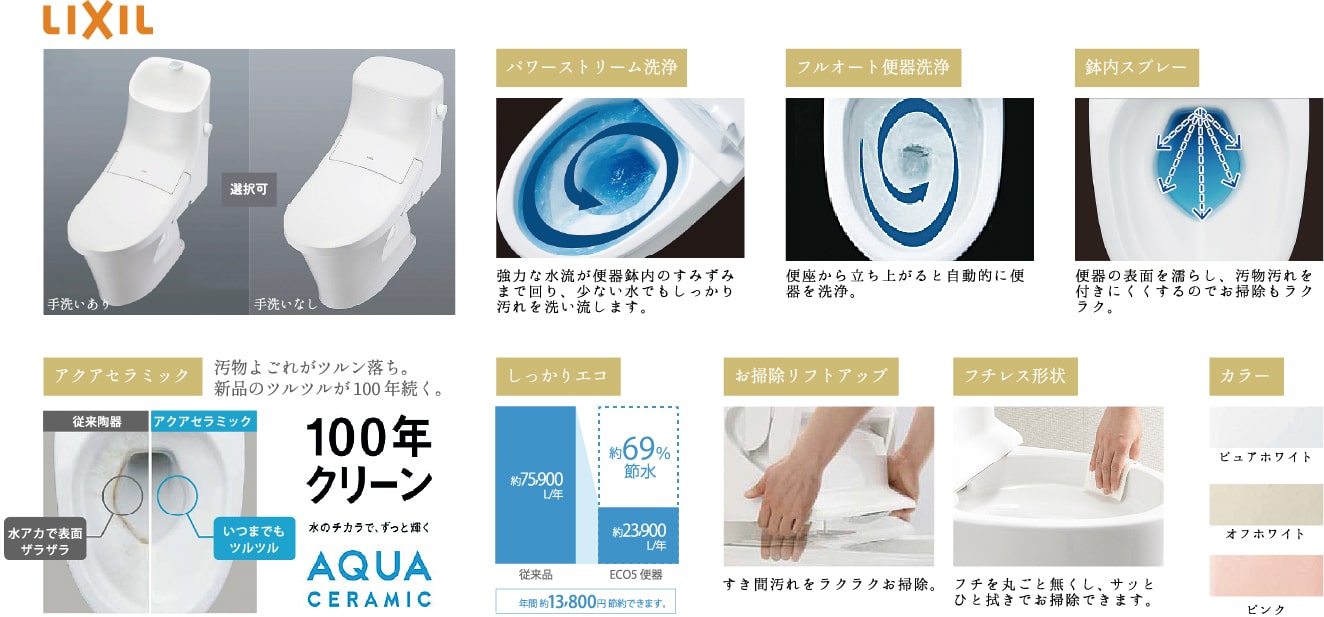 LIXIL
選択可
手洗いあり
手洗いなし
パワーストリーム洗浄
強力な水流が便器鉢内のすみずみ
まで回り、少ない水でもしっかり
汚れを洗い流します。
フルオート便器洗浄
便座から立ち上がると自動的に便
器を洗浄。
鉢内スプレー
便器の表面を濡らし、汚物汚れを
付きにくくするのでお掃除もラク
ラク。
アクアセラミック
汚物よごれがツルン落ち。
新品のツルツルが100年続く。
従来陶器
アクアセラミック
水アカで表面
ザラザラ
いつまでも
ツルツル
100年
クリーン
水のチカラで、ずっと輝く
AQUA
CERAMIC
しっかりエコ
約75,900
L/年
約69%
節水
約23,900
L/年
従来品
ECO5 便器
年間 約13,800円 節約できます。
お掃除リフトアップ
すき間汚れをラクラクお掃除。
フチレス形状
フチを丸ごと無くし、サッと
ひと拭きでお掃除できます。
カラー
ピュアホワイト
オフホワイト
ピンク